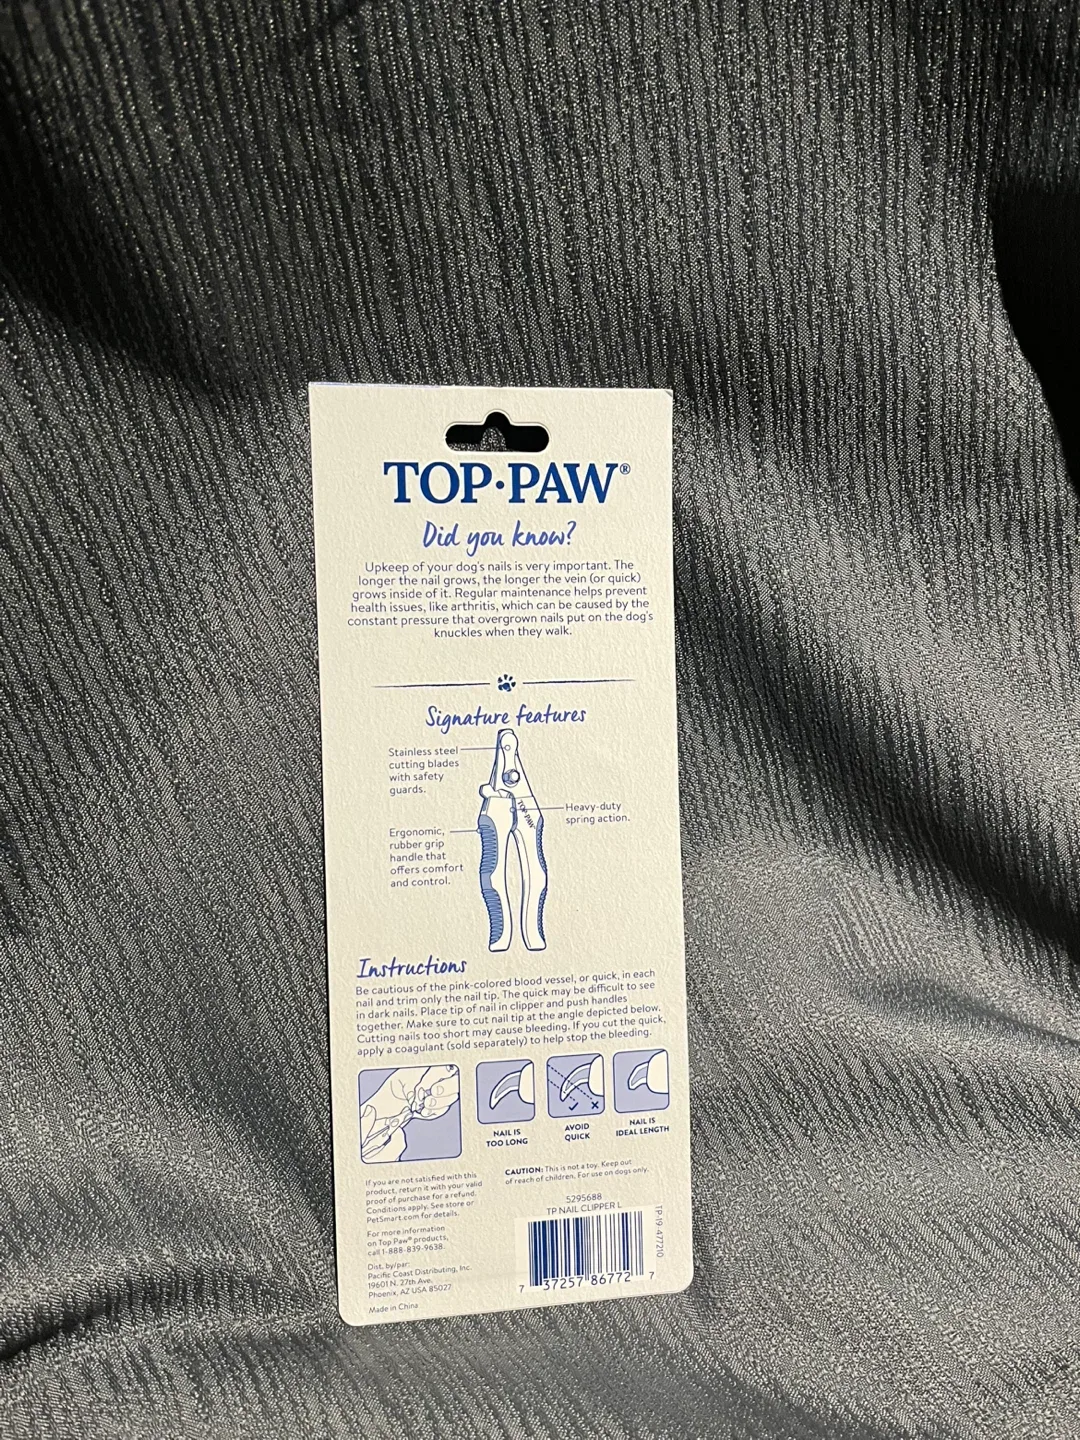 TOP•PAW®
Did you know?
Upkeep of your dog's nails is very important. The
longer the nail grows, the longer the vein (or quick)
grows inside of it. Regular maintenance helps prevent
health issues, like arthritis, which can be caused by the
constant pressure that overgrown nails put on the dog's
knuckles when they walk.
Signature features
Stainless steel
cutting blades
with safety
guards.
TOP•PAW
Heavy-duty
spring action.
Ergonomic,
rubber grip
handle that
offers comfort
and control.
Instructions
Be cautious of the pink-colored blood vessel, or quick, in each
nail and trim only the nail tip. The quick may be difficult to see
in dark nails. Place tip of nail in clipper and push handles
together. Make sure to cut nail tip at the angle depicted below.
Cutting nails too short may cause bleeding. If you cut the quick,
apply a coagulant (sold separately) to help stop the bleeding.
NAIL IS
TOO LONG
AVOID
QUICK
NAIL IS
IDEAL LENGTH
If you are not satisfied with this
product, return it with your valid
proof of purchase for a refund.
Conditions apply. See store or
PetSmart.com for details.
For more information
on Top Paw® products,
call 1-888-839-9638.
Dist. by/par:
Pacific Coast Distributing, Inc.
19601 N. 27th Ave.
Phoenix, AZ USA 85027
Made in China
CAUTION: This is not a toy. Keep out
of reach of children. For use on dogs only.
5295688
TP NAIL CLIPPER L
7 37257 86772 7
TP-19-477210